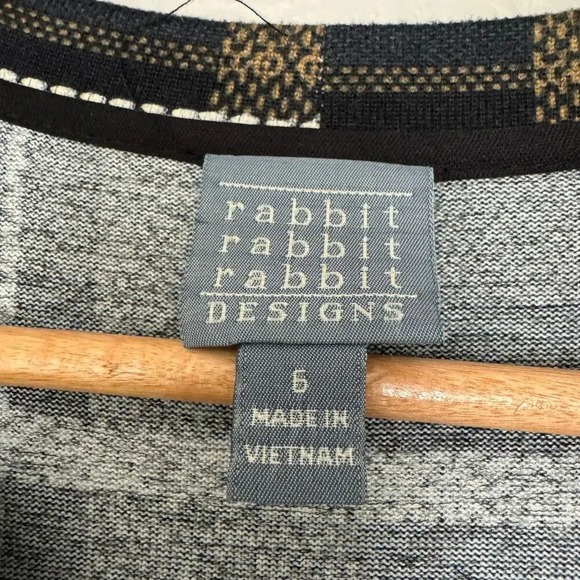 rabbit
rabbit
rabbit
DESIGNS
6
MADE IN
VIETNAM